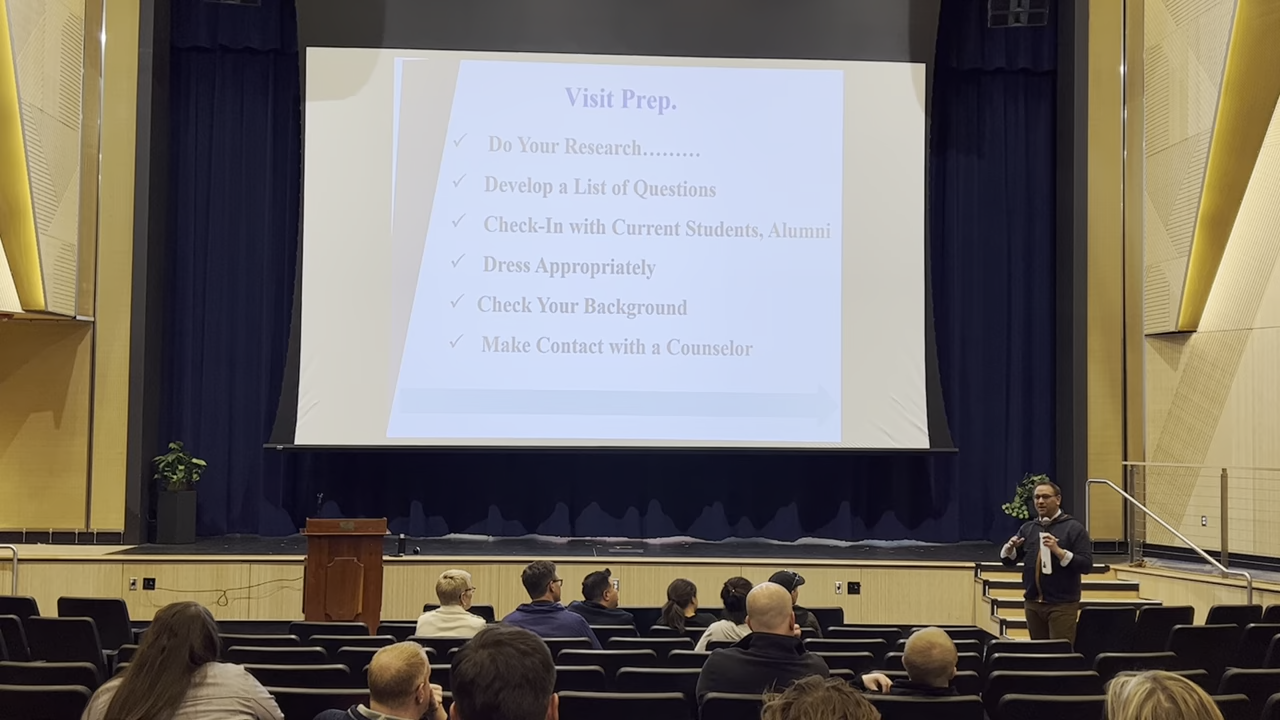 Visit Prep.
✓ Do Your Research.........
✓ Develop a List of Questions
✓ Check-In with Current Students, Alumni
✓ Dress Appropriately
✓ Check Your Background
✓ Make Contact with a Counselor